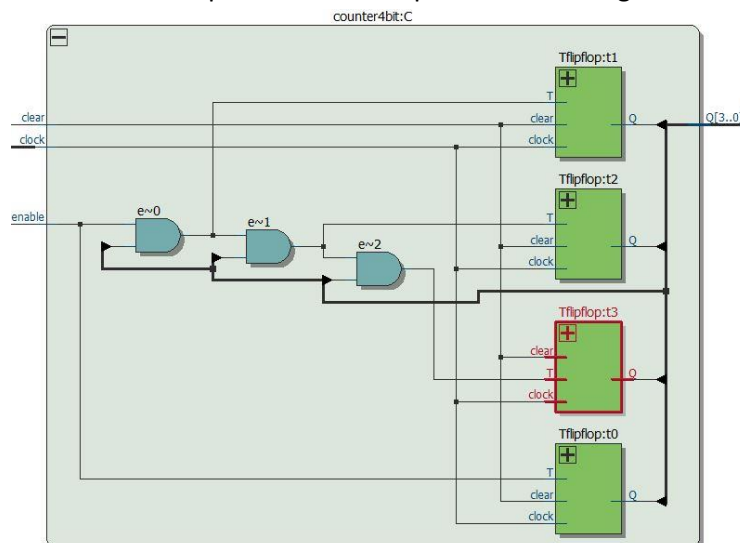 counter4bit:C
Tflipflop:t1
T
clear
clock
Q
Q[3..0]
clear
clock
enable
e~0
e~1
e~2
Tflipflop:t2
T
clear
clock
Q
Tflipflop:t3
clear
T
clock
Q
Tflipflop:t0
T
clear
clock
Q